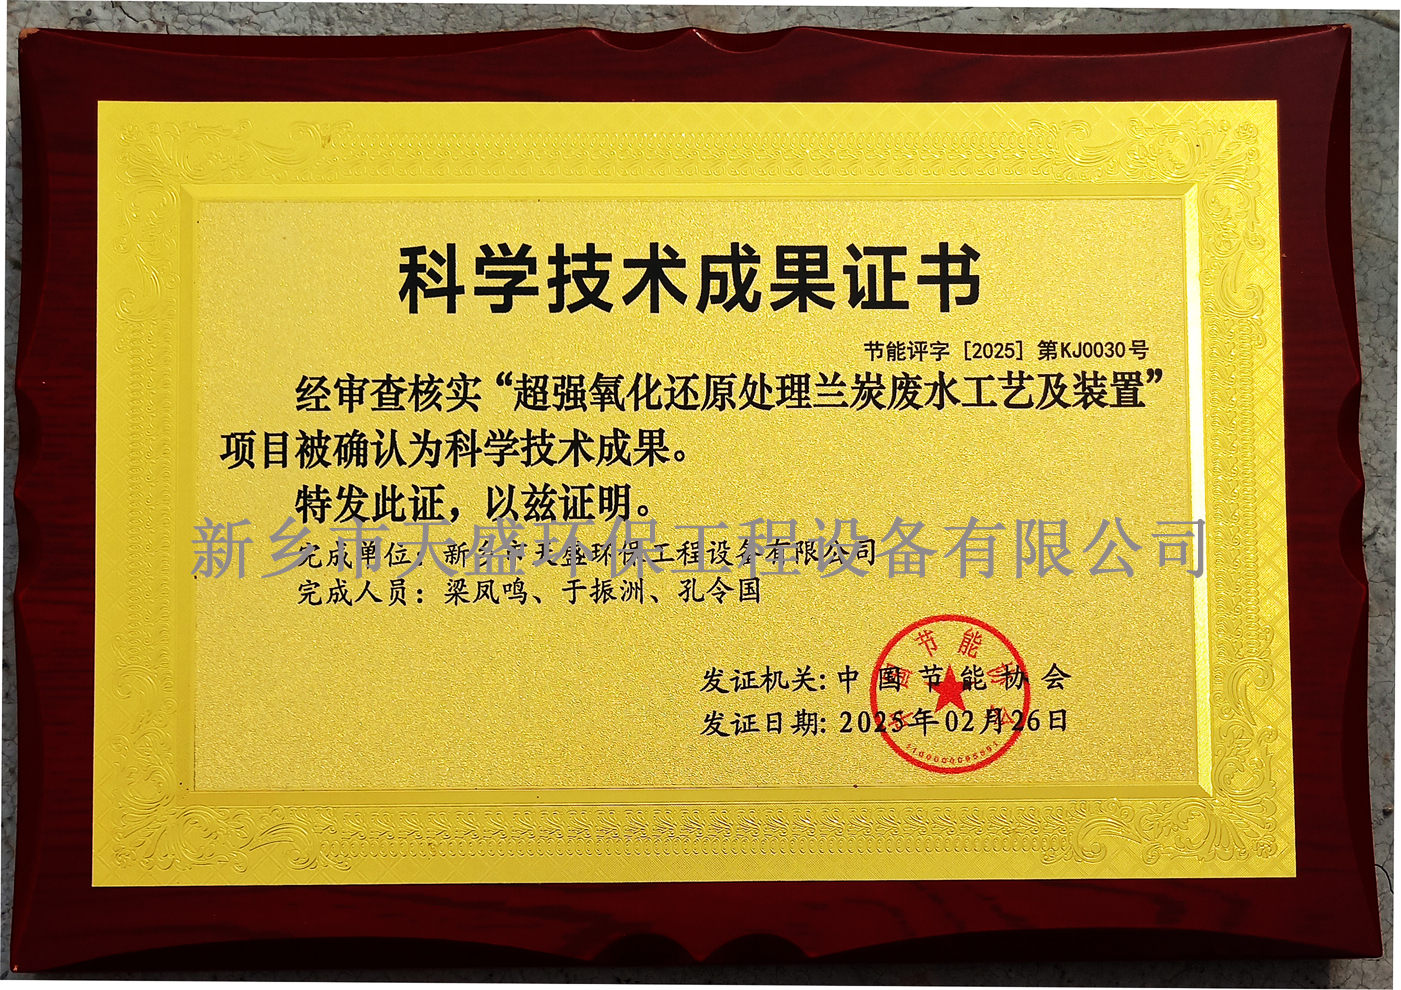 科学技术成果证书
节能评字［2025］第KJ0030号
经审查核实“超强氧化还原处理兰炭废水工艺及装置”
项目被确认为科学技术成果。
特发此证，以兹证明。
新乡市天盛环保工程设备有限公司
完成单位：新乡市天盛环保工程设备有限公司
完成人员：梁凤鸣、于振洲、孔令国
发证机关:中国节能协会
发证日期:2025年02月26日
中国节能协会